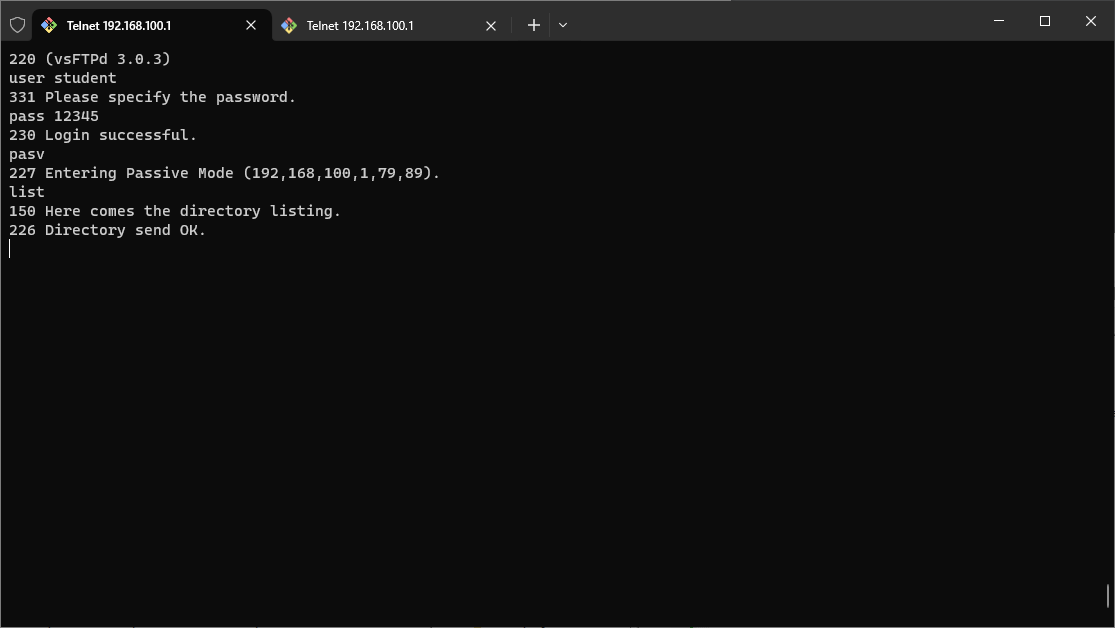 Telnet 192.168.100.1
Telnet 192.168.100.1
220 (vsFTPd 3.0.3)
user student
331 Please specify the password.
pass 12345
230 Login successful.
pasv
227 Entering Passive Mode (192,168,100,1,79,89).
list
150 Here comes the directory listing.
226 Directory send OK.